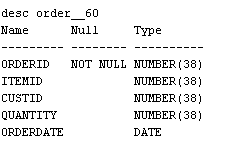 desc order__60
Name Null Type
--------- -------- ----------
ORDERID NOT NULL NUMBER(38)
ITEMID NUMBER(38)
CUSTID NUMBER(38)
QUANTITY NUMBER(38)
ORDERDATE DATE